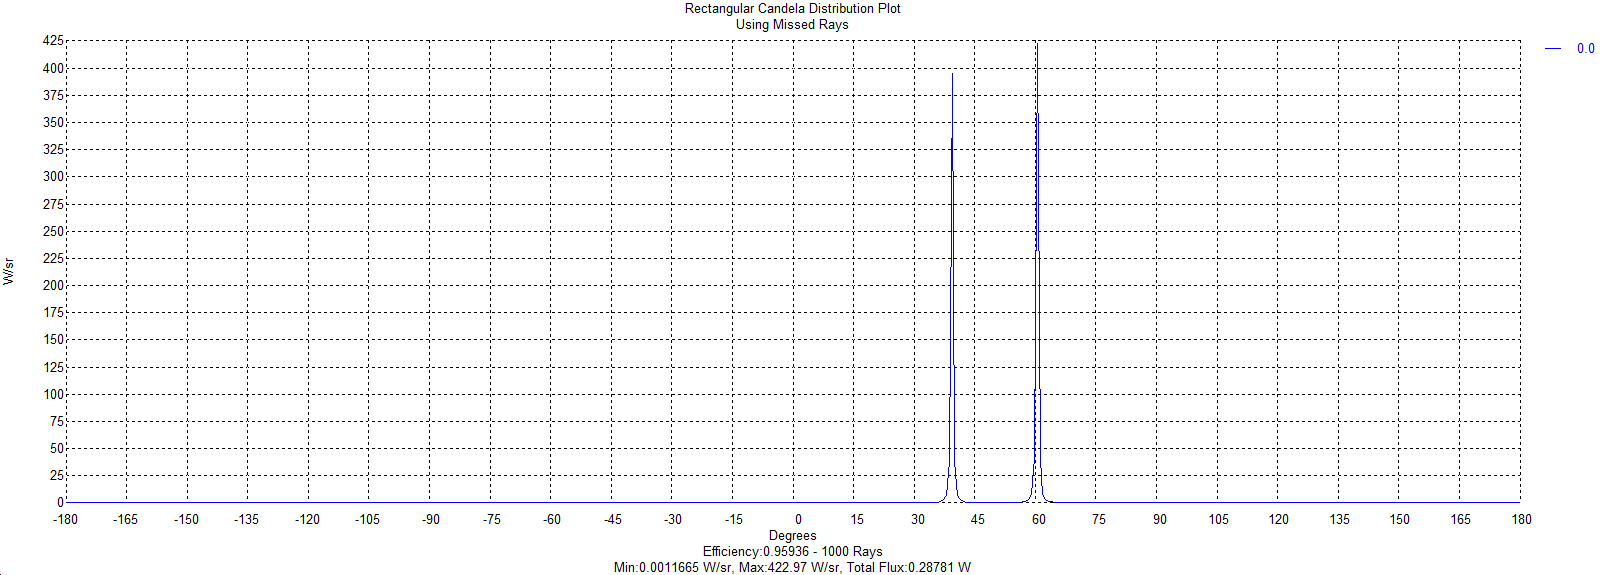 Rectangular Candela Distribution Plot
Using Missed Rays
425
400
375
350
325
300
275
250
225
200
175
150
125
100
75
50
25
0
W/sr
-180 -165 -150 -135 -120 -105 -90 -75 -60 -45 -30 -15 0 15 30 45 60 75 90 105 120 135 150 165 180
Degrees
Efficiency:0.95936 - 1000 Rays
Min:0.0011665 W/sr, Max:422.97 W/sr, Total Flux:0.28781 W
0.0